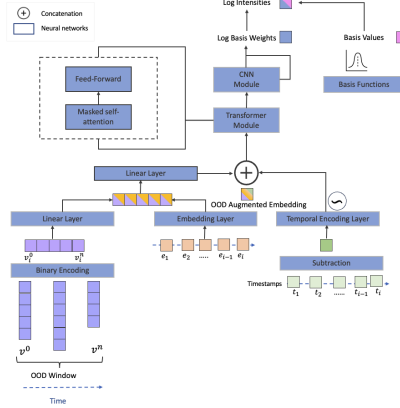 Log Intensities
Concatenation
Neural networks
Log Basis Weights
Basis Values
Feed-Forward
CNN
Module
Basis Functions
Masked self-
attention
Transformer
Module
Linear Layer
+
OOD Augmented Embedding
Linear Layer
Embedding Layer
Temporal Encoding Layer
v_i^0 v_i^n
e_1 e_2 ..... e_{i-1} e_i
Binary Encoding
Subtraction
Timestamps
t_1 t_2 ...... t_{i-1} t_i
v^0 v^n
OOD Window
Time